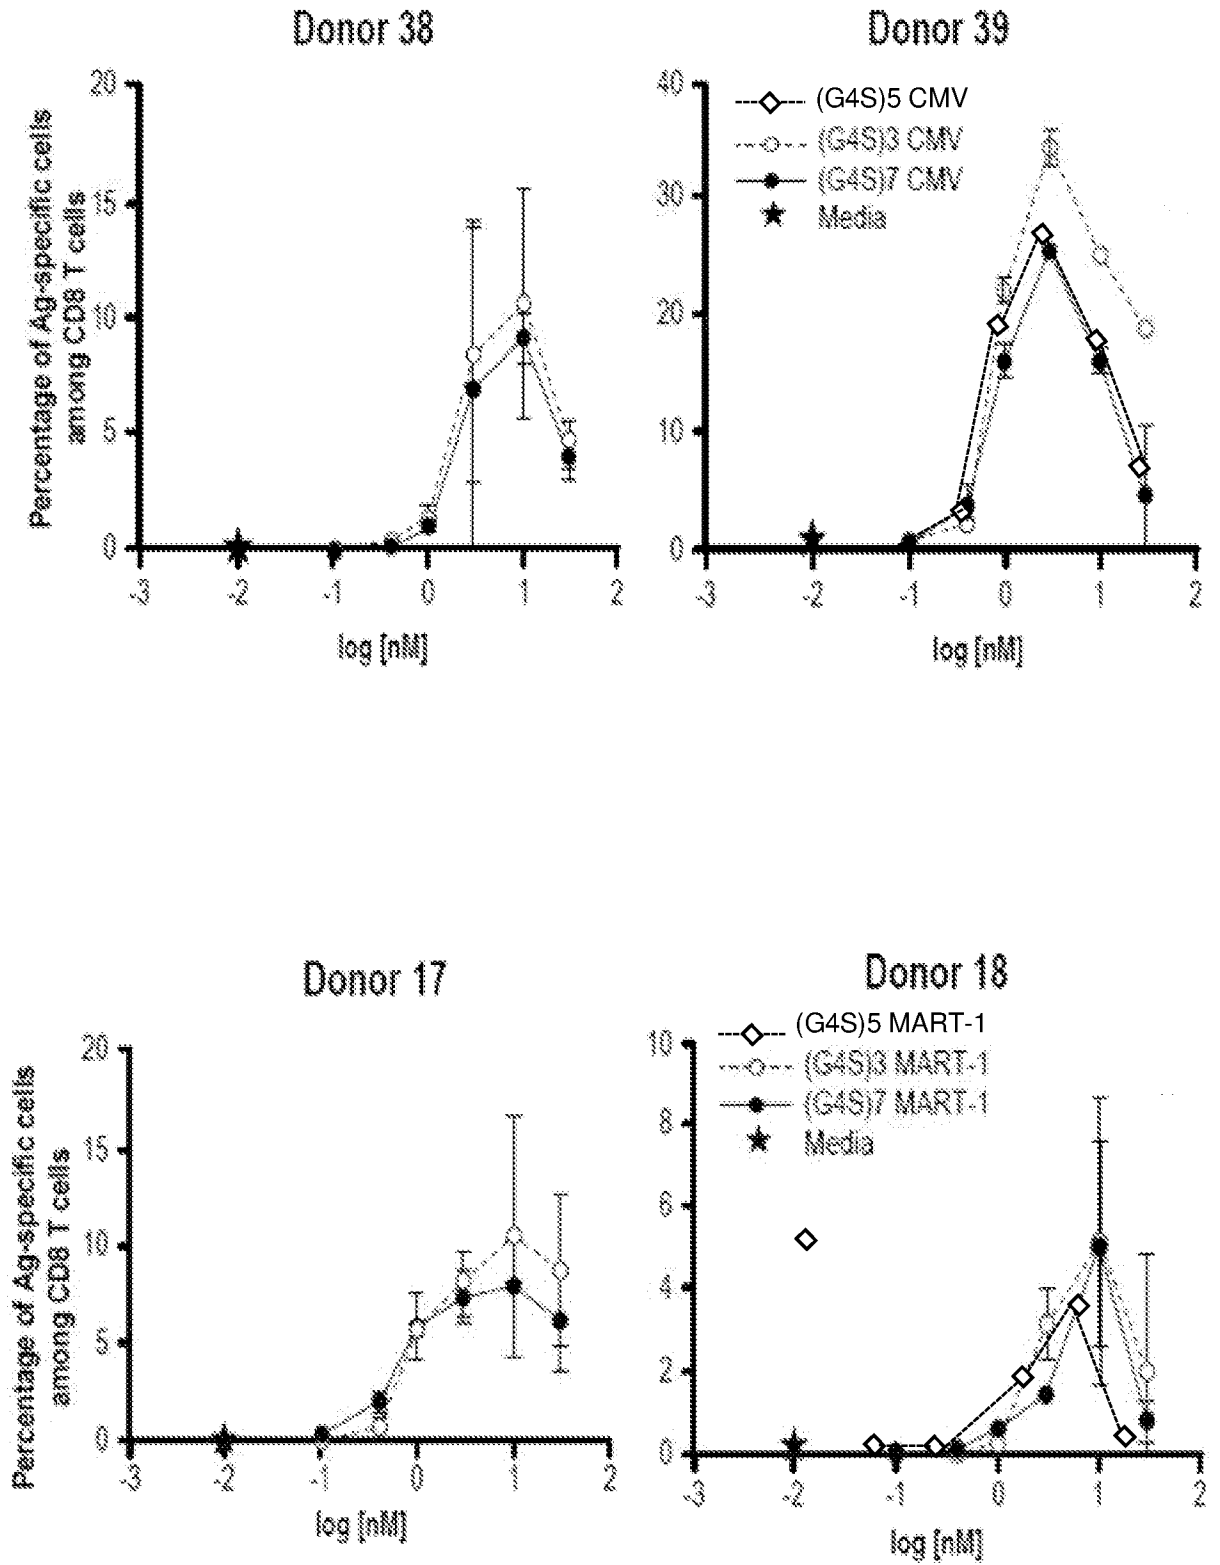 Donor 38
Percentage of Ag-specific cells
among CD8 T cells
20
15
10
5
0
-3
-2
-1
0
1
2
log [nM]
Donor 39
40
30
20
10
0
(G4S)5 CMV
(G4S)3 CMV
(G4S)7 CMV
Media
-3
-2
-1
0
1
2
log [nM]
Donor 17
Percentage of Ag-specific cells
among CD8 T cells
20
15
10
5
0
-3
-2
-1
0
1
2
log [nM]
Donor 18
10
8
6
4
2
0
(G4S)5 MART-1
(G4S)3 MART-1
(G4S)7 MART-1
Media
-3
-2
-1
0
1
2
log [nM]